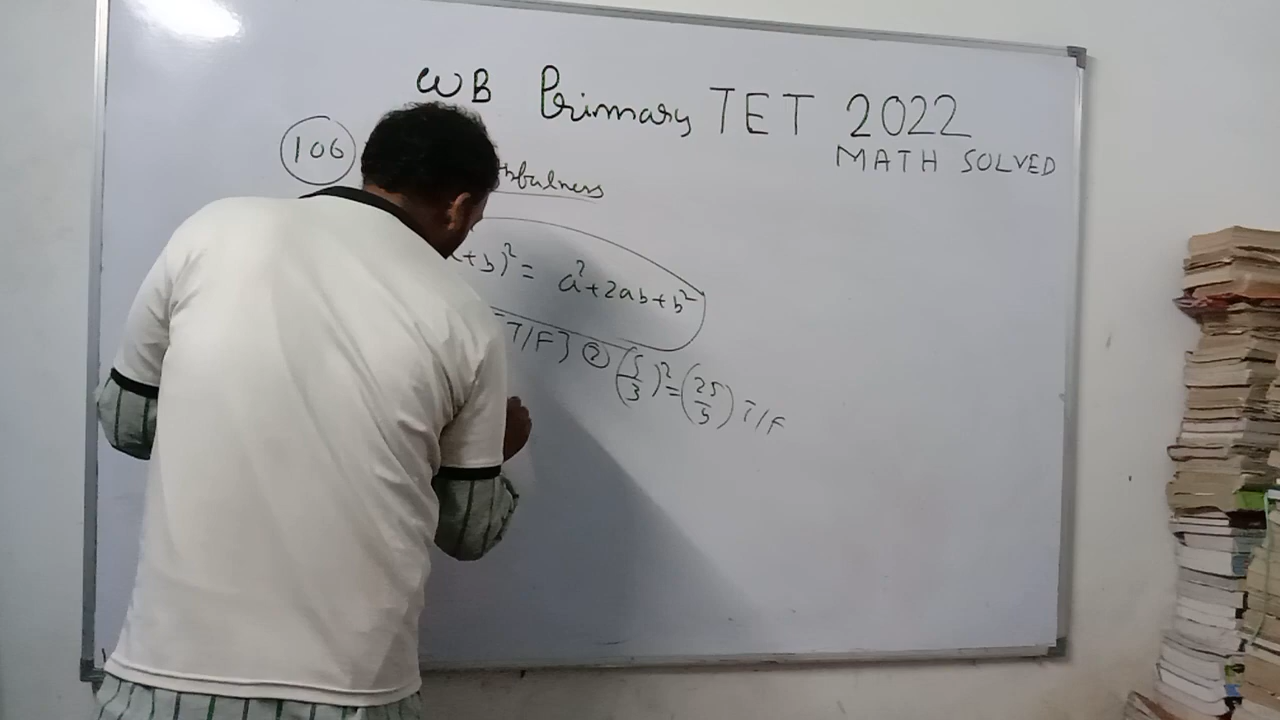 WB Primary TET 2022
MATH SOLVED
106
+b)² = a²+2ab+b²
T/F} ② (5/3)² = (25/5) T/F